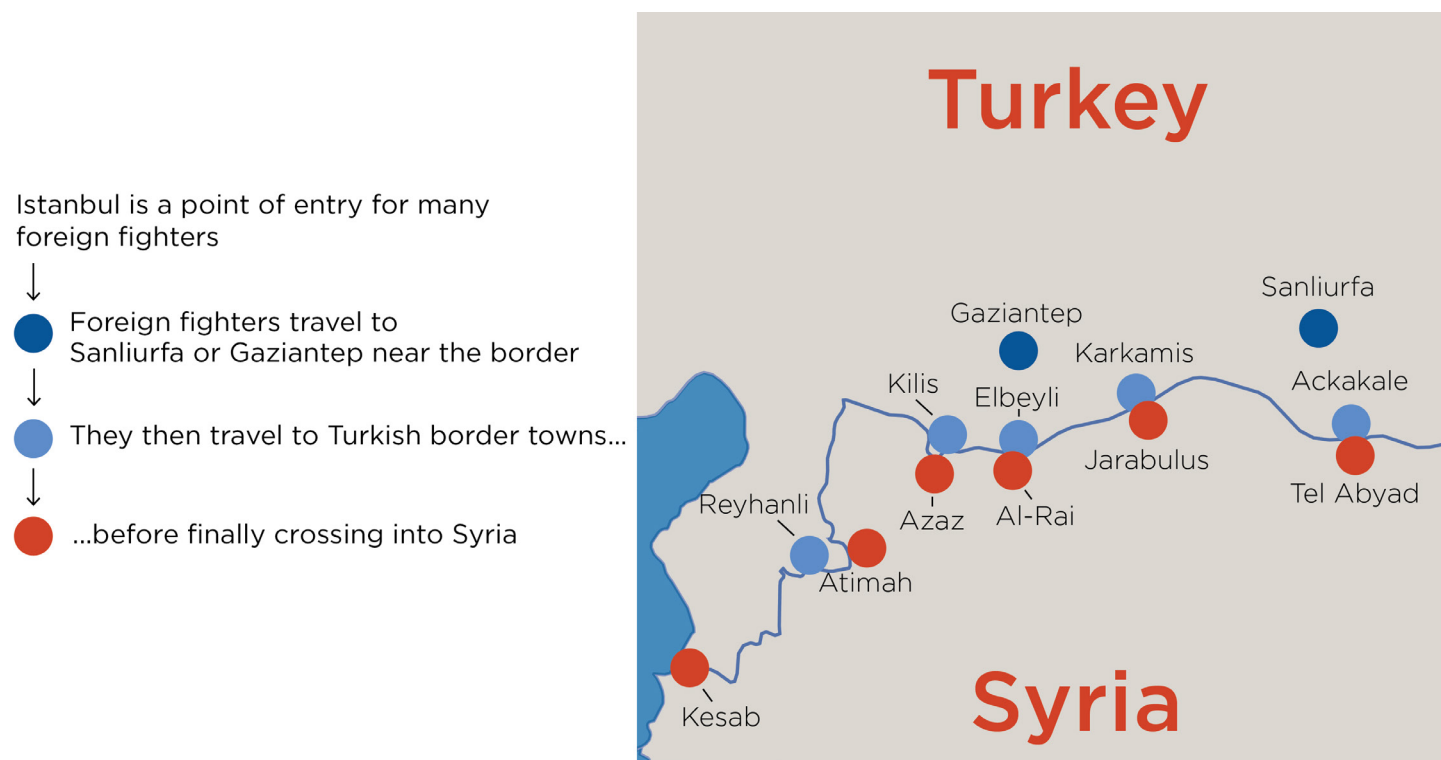 Istanbul is a point of entry for many
foreign fighters
Foreign fighters travel to
Sanliurfa or Gaziantep near the border
They then travel to Turkish border towns...
...before finally crossing into Syria
Turkey
Sanliurfa
Gaziantep
Karkamis
Ackakale
Kilis
Elbeyli
Jarabulus
Tel Abyad
Reyhanli
Azaz
Al-Rai
Atimah
Kesab
Syria